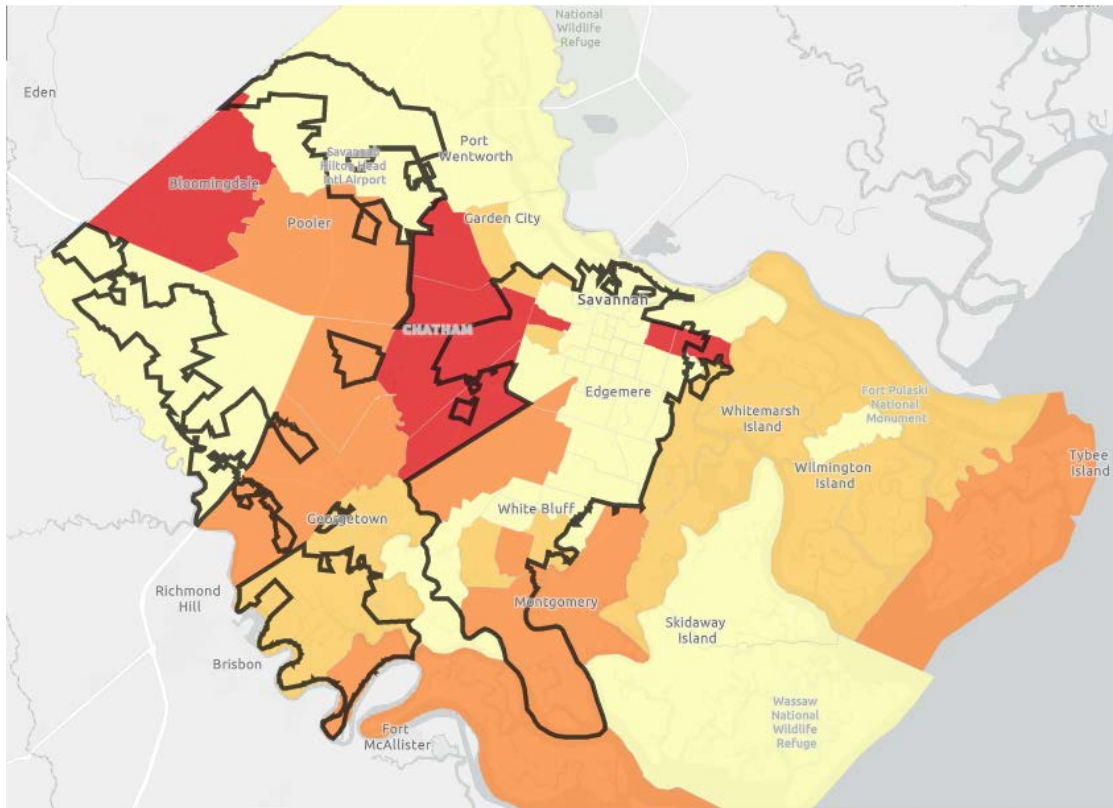 National
Wildlife
Refuge
Eden
Port
Wentworth
Savannah
Hilton Head
Intl Airport
Bloomingdale
Pooler
Garden City
Savannah
CHATHAM
Edgemere
Fort Pulaski
National
Monument
Whitemarsh
Island
Wilmington
Island
Tybee
Island
White Bluff
Georgetown
Richmond
Hill
Montgomery
Skidaway
Island
Brisbon
Wassaw
National
Wildlife
Refuge
Fort
McAllister